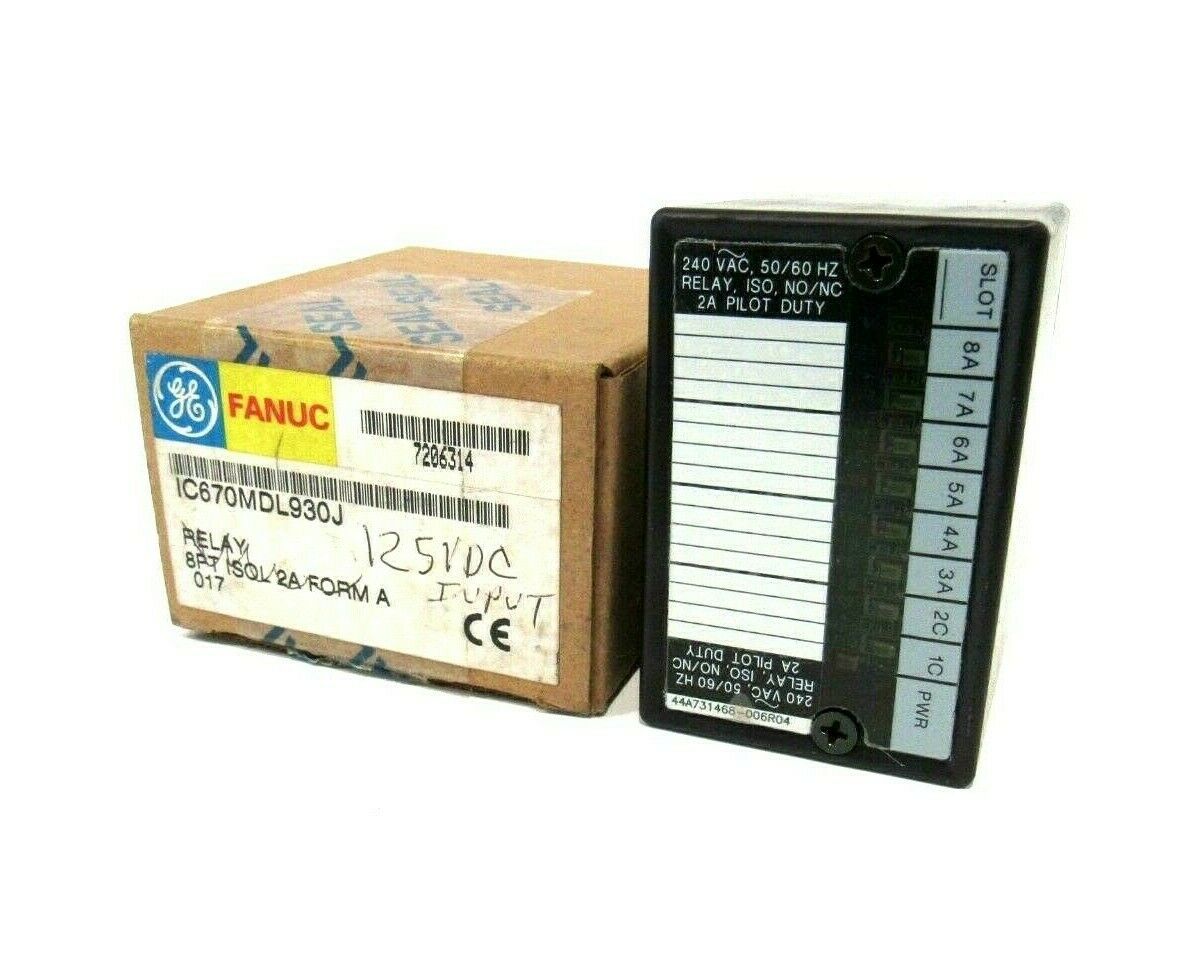 SEAL
SEAL
SEAL
GE
FANUC
7206314
IC670MDL930J
RELAY,
8PT ISOL 2A FORM A
017
125VDC
INPUT
CE
240 VAC, 50/60 HZ
RELAY, ISO, NO/NC
2A PILOT DUTY
SLOT
8A
7A
6A
5A
4A
3A
2C
1C
PWR
240 VAC, 50/60 HZ
RELAY, ISO, NO/NC
2A PILOT DUTY
44A731468-006R04